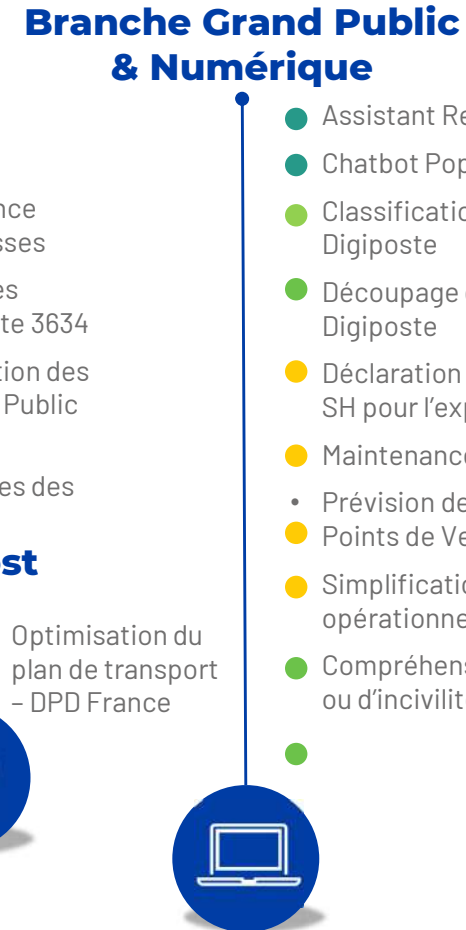 Branche Grand Public
& Numérique
nce
sses
es
te 3634
tion des
Public
es des
st
Optimisation du
plan de transport
– DPD France
Assistant Re
Chatbot Pop
Classificatio
Digiposte
Découpage
Digiposte
Déclaration
SH pour l'exp
Maintenance
• Prévision de
Points de Ve
Simplificatio
opérationne
Compréhens
ou d'incivilit